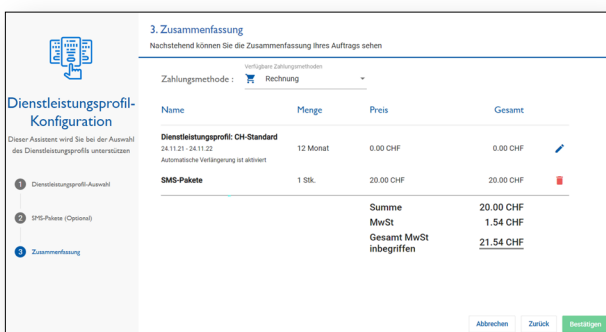 Dienstleistungsprofil-
Konfiguration
Dieser Assistent wird Sie bei der Auswahl
des Dienstleistungsprofils unterstützen
1 Dienstleistungsprofil-Auswahl
2 SMS-Pakete (Optional)
3 Zusammenfassung
3. Zusammenfassung
Nachstehend können Sie die Zusammenfassung Ihres Auftrags sehen
Verfügbare Zahlungsmethoden
Zahlungsmethode : Rechnung
Name Menge Preis Gesamt
Dienstleistungsprofil: CH-Standard
24.11.21 - 24.11.22 12 Monat 0.00 CHF 0.00 CHF
Automatische Verlängerung ist aktiviert
SMS-Pakete 1 Stk. 20.00 CHF 20.00 CHF
Summe 20.00 CHF
MwSt 1.54 CHF
Gesamt MwSt
inbegriffen 21.54 CHF
Abbrechen Zurück Bestätigen